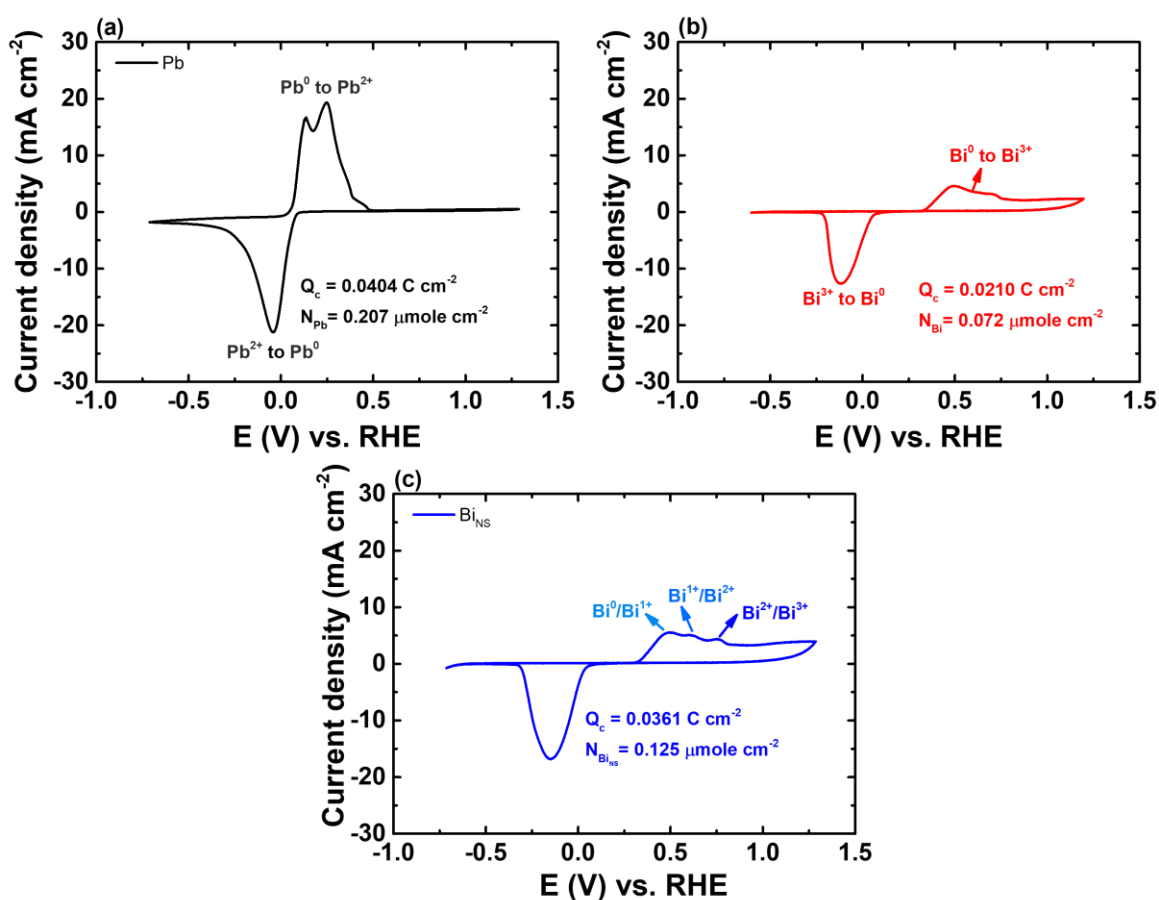 (a)
Current density (mA cm⁻²)
30
20
10
0
-10
-20
-30
Pb
Pb⁰ to Pb²⁺
Q_c = 0.0404 C cm⁻²
N_Pb = 0.207 μmole cm⁻²
Pb²⁺ to Pb⁰
-1.0 -0.5 0.0 0.5 1.0 1.5
E (V) vs. RHE
(b)
Current density (mA cm⁻²)
30
20
10
0
-10
-20
-30
Bi⁰ to Bi³⁺
Bi³⁺ to Bi⁰
Q_c = 0.0210 C cm⁻²
N_Bi = 0.072 μmole cm⁻²
-1.0 -0.5 0.0 0.5 1.0 1.5
E (V) vs. RHE
(c)
Current density (mA cm⁻²)
30
20
10
0
-10
-20
-30
Bi_NS
Bi⁰/Bi¹⁺
Bi¹⁺/Bi²⁺
Bi²⁺/Bi³⁺
Q_c = 0.0361 C cm⁻²
N_Bi_NS = 0.125 μmole cm⁻²
-1.0 -0.5 0.0 0.5 1.0 1.5
E (V) vs. RHE